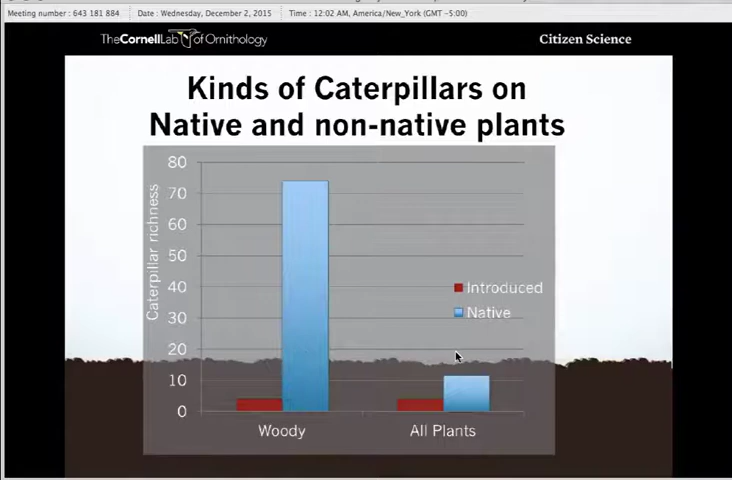 Meeting number : 643 181 884 Date : Wednesday, December 2, 2015 Time : 12:02 AM, America/New_York (GMT -5:00)
TheCornellLab of Ornithology Citizen Science
Kinds of Caterpillars on
Native and non-native plants
Caterpillar richness
80
70
60
50
40
30
20
10
0
Introduced
Native
Woody All Plants